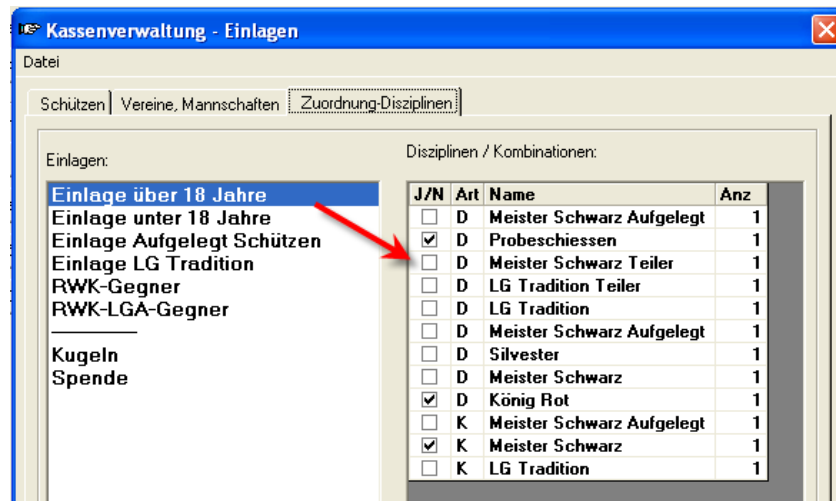 Kassenverwaltung - Einlagen
Datei
Schützen Vereine, Mannschaften Zuordnung-Disziplinen
Einlagen:
Einlage über 18 Jahre
Einlage unter 18 Jahre
Einlage Aufgelegt Schützen
Einlage LG Tradition
RWK-Gegner
RWK-LGA-Gegner
Kugeln
Spende
Disziplinen / Kombinationen:
J/N Art Name Anz
D Meister Schwarz Aufgelegt 1
D Probeschiessen 1
D Meister Schwarz Teiler 1
D LG Tradition Teiler 1
D LG Tradition 1
D Meister Schwarz Aufgelegt 1
D Silvester 1
D Meister Schwarz 1
D König Rot 1
K Meister Schwarz Aufgelegt 1
K Meister Schwarz 1
K LG Tradition 1